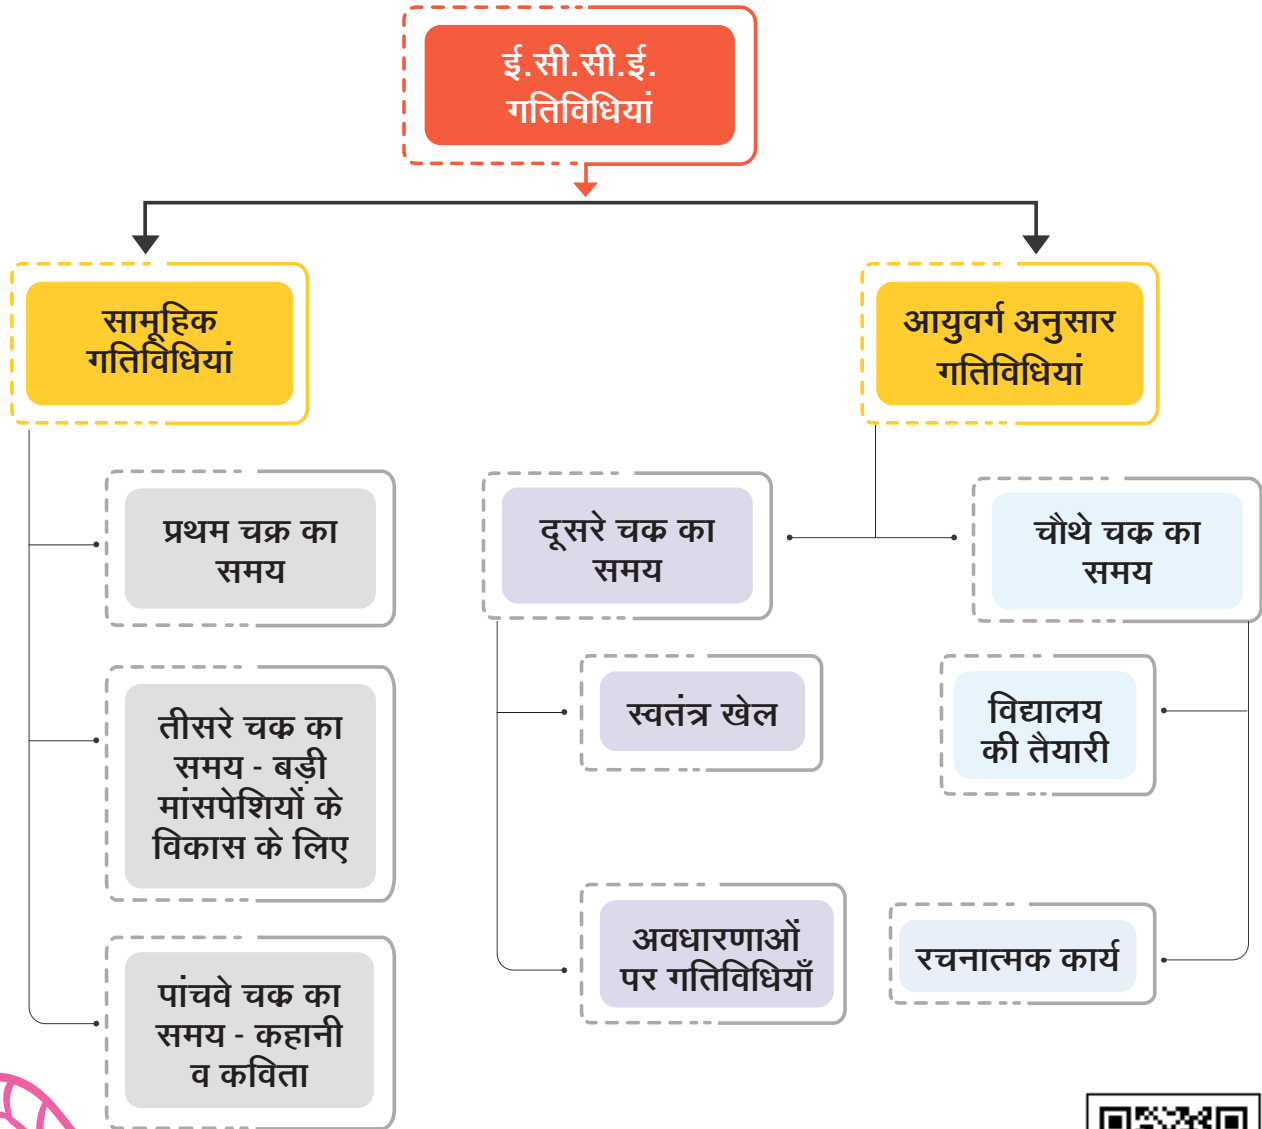 ई.सी.सी.ई.
गतिविधियां
सामूहिक
गतिविधियां
आयुवर्ग अनुसार
गतिविधियां
प्रथम चक्र का
समय
तीसरे चक्र का
समय - बड़ी
मांसपेशियों के
विकास के लिए
पांचवे चक्र का
समय - कहानी
व कविता
दूसरे चक्र का
समय
स्वतंत्र खेल
अवधारणाओं
पर गतिविधियाँ
चौथे चक्र का
समय
विद्यालय
की तैयारी
रचनात्मक कार्य